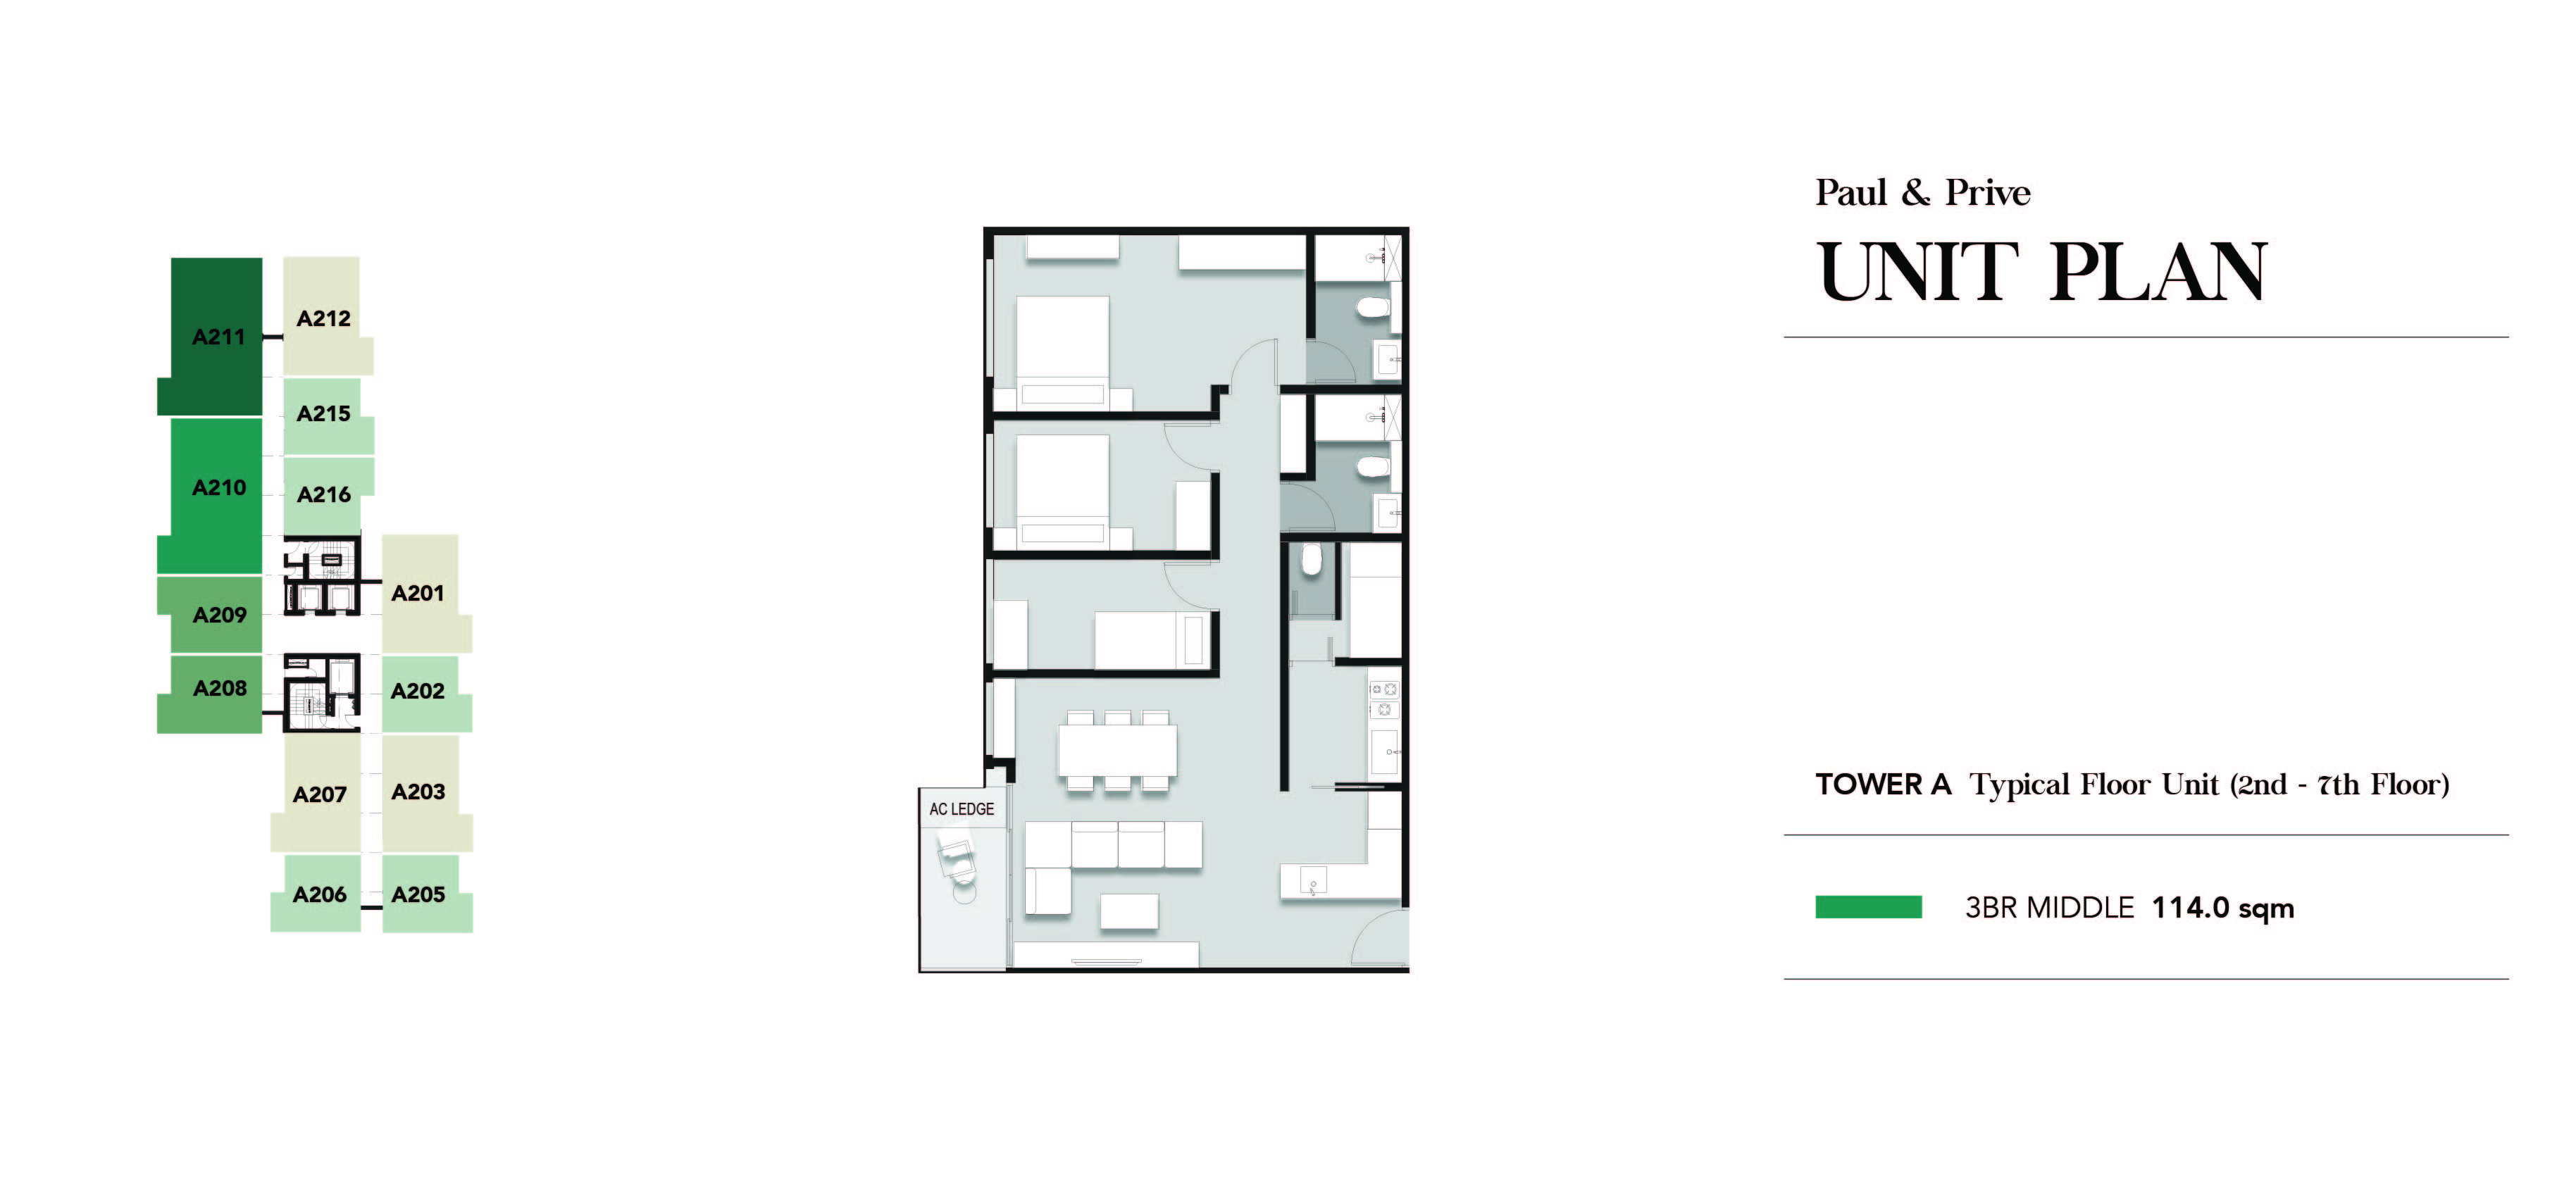 Paul & Prive
UNIT PLAN
A211
A212
A215
A210
A216
A201
A209
A208
A202
A207
A203
A206
A205
AC LEDGE
TOWER A Typical Floor Unit (2nd - 7th Floor)
3BR MIDDLE 114.0 sqm